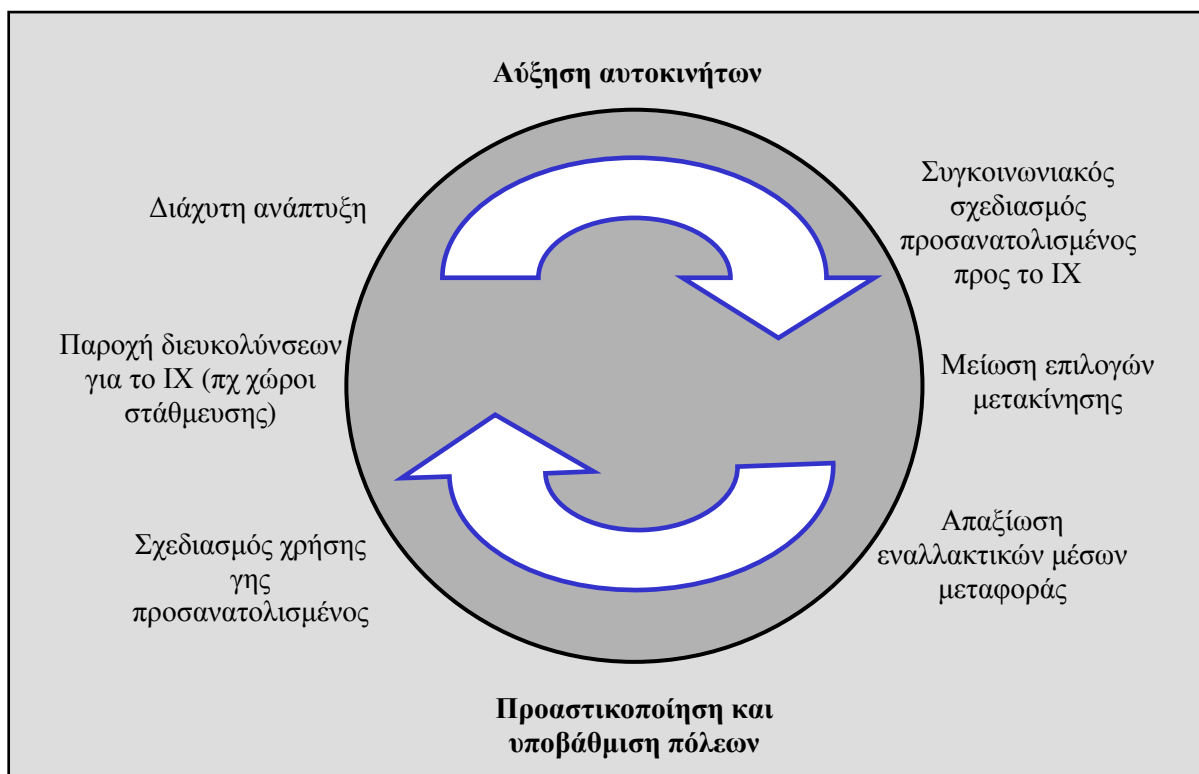 Αύξηση αυτοκινήτων
Συγκοινωνιακός
σχεδιασμός
προσανατολισμένος
προς το ΙΧ
Διάχυτη ανάπτυξη
Παροχή διευκολύνσεων
για το ΙΧ (πχ χώροι
στάθμευσης)
Μείωση επιλογών
μετακίνησης
Απαξίωση
εναλλακτικών μέσων
μεταφοράς
Σχεδιασμός χρήσης
γης
προσανατολισμένος
Προαστικοποίηση και
υποβάθμιση πόλεων